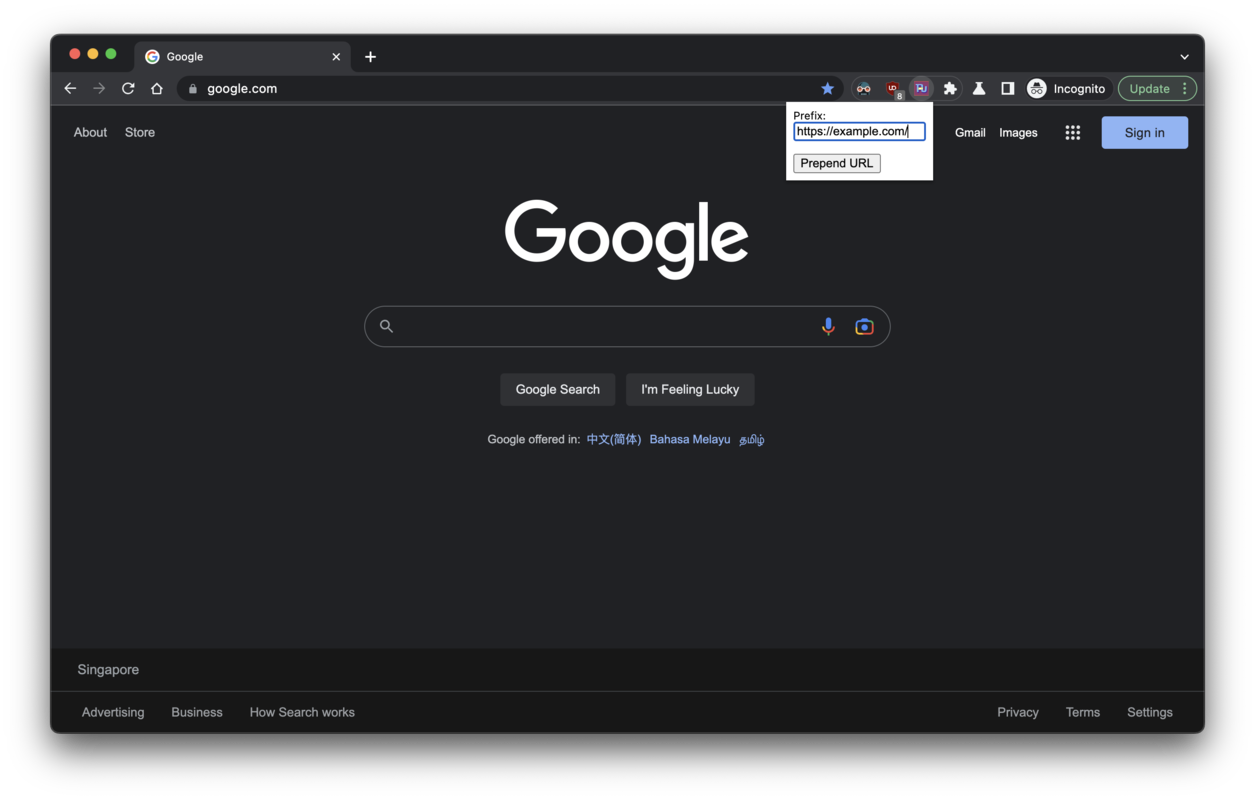 Google
google.com
UD
8
Incognito
Update
Prefix:
https://example.com/
Prepend URL
About Store
Gmail Images
Sign in
Google
Google Search I'm Feeling Lucky
Google offered in: 中文(简体) Bahasa Melayu தமிழ்
Singapore
Advertising Business How Search works
Privacy Terms Settings